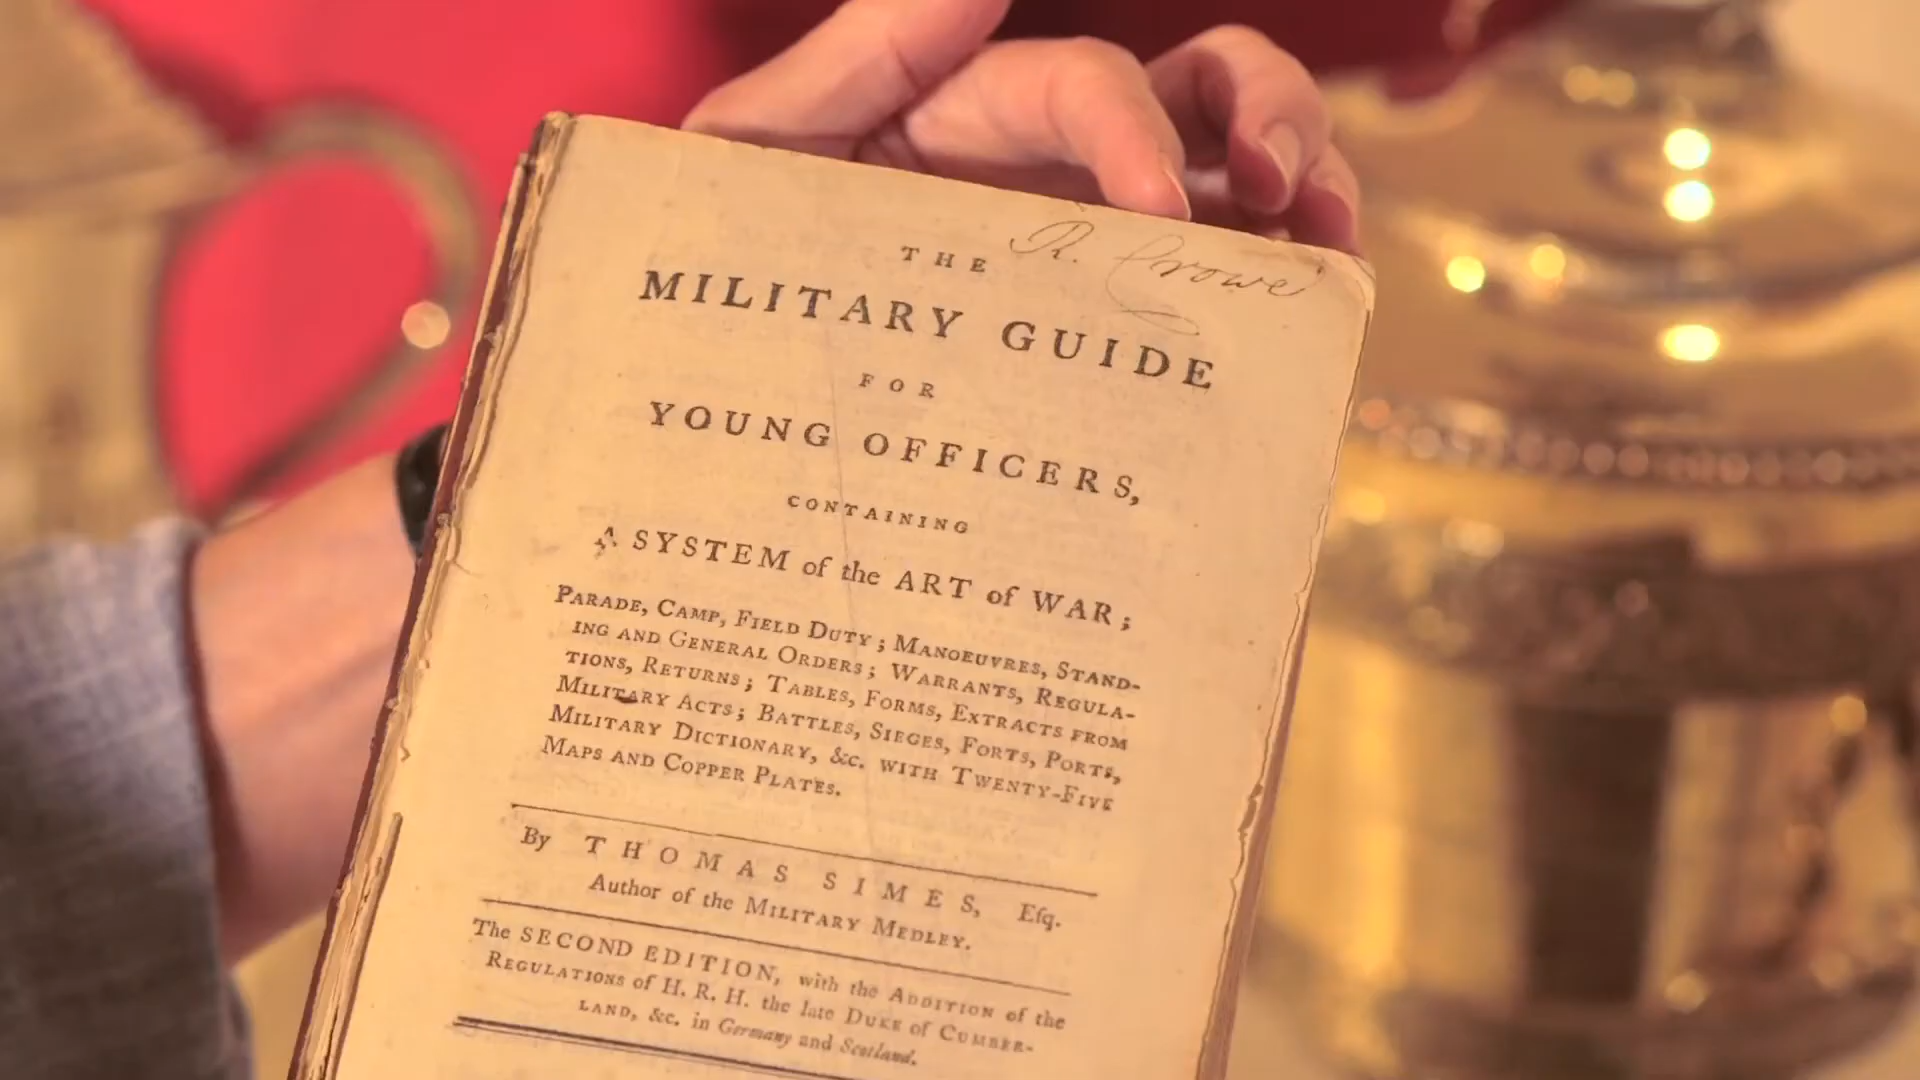 R. Crowe
THE
MILITARY GUIDE
FOR
YOUNG OFFICERS,
CONTAINING
A SYSTEM of the ART of WAR;
PARADE, CAMP, FIELD DUTY; MANOEUVRES, STAND-
ING AND GENERAL ORDERS; WARRANTS, REGULA-
TIONS, RETURNS; TABLES, FORMS, EXTRACTS FROM
MILITARY ACTS; BATTLES, SIEGES, FORTS, PORTS,
MILITARY DICTIONARY, &c. WITH TWENTY-FIVE
MAPS AND COPPER PLATES.
By THOMAS SIMES, Eſq.
Author of the MILITARY MEDLEY.
The SECOND EDITION, with the ADDITION of the
REGULATIONS of H. R. H. the late DUKE of CUMBER-
LAND, &c. in Germany and Scotland.